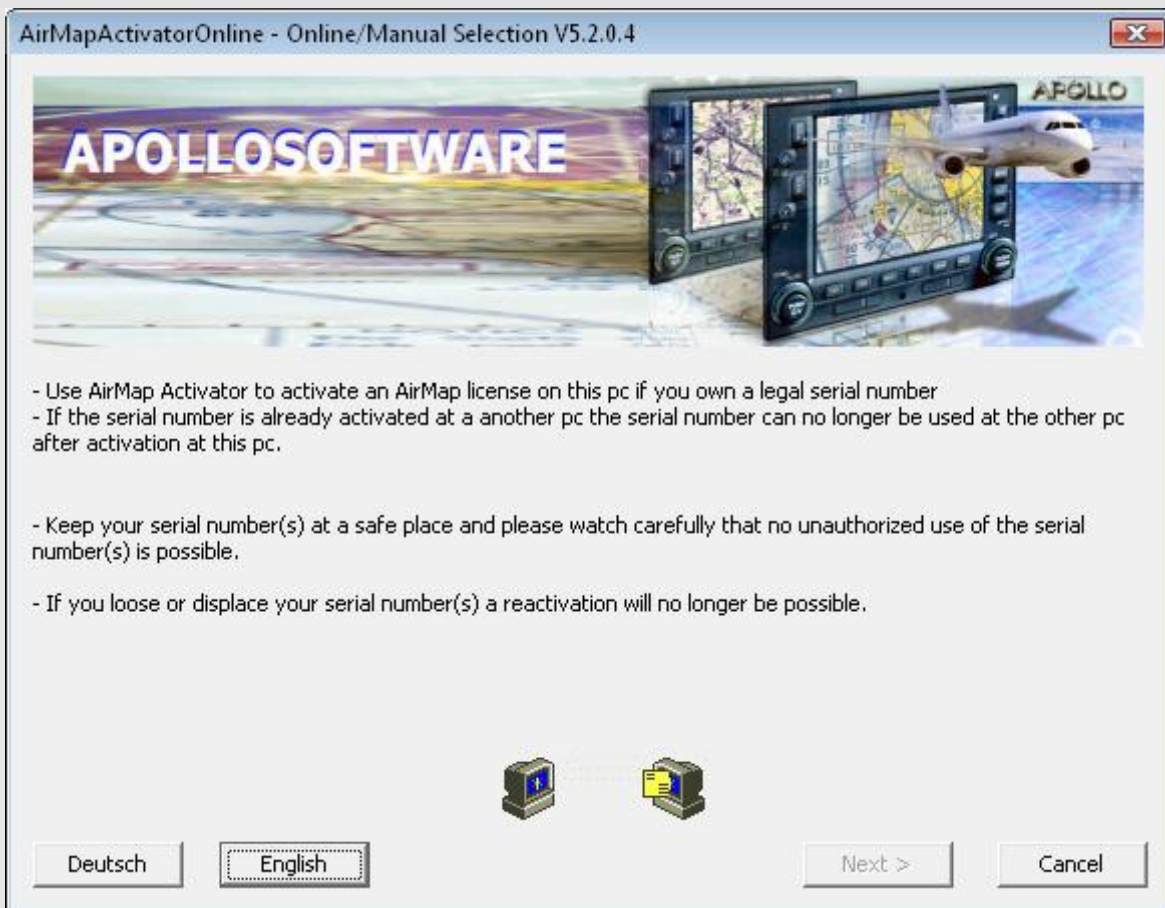 AirMapActivatorOnline - Online/Manual Selection V5.2.0.4
APOLLO
APOLLOSOFTWARE
- Use AirMap Activator to activate an AirMap license on this pc if you own a legal serial number
- If the serial number is already activated at a another pc the serial number can no longer be used at the other pc
after activation at this pc.
- Keep your serial number(s) at a safe place and please watch carefully that no unauthorized use of the serial
number(s) is possible.
- If you loose or displace your serial number(s) a reactivation will no longer be possible.
Deutsch English Next > Cancel